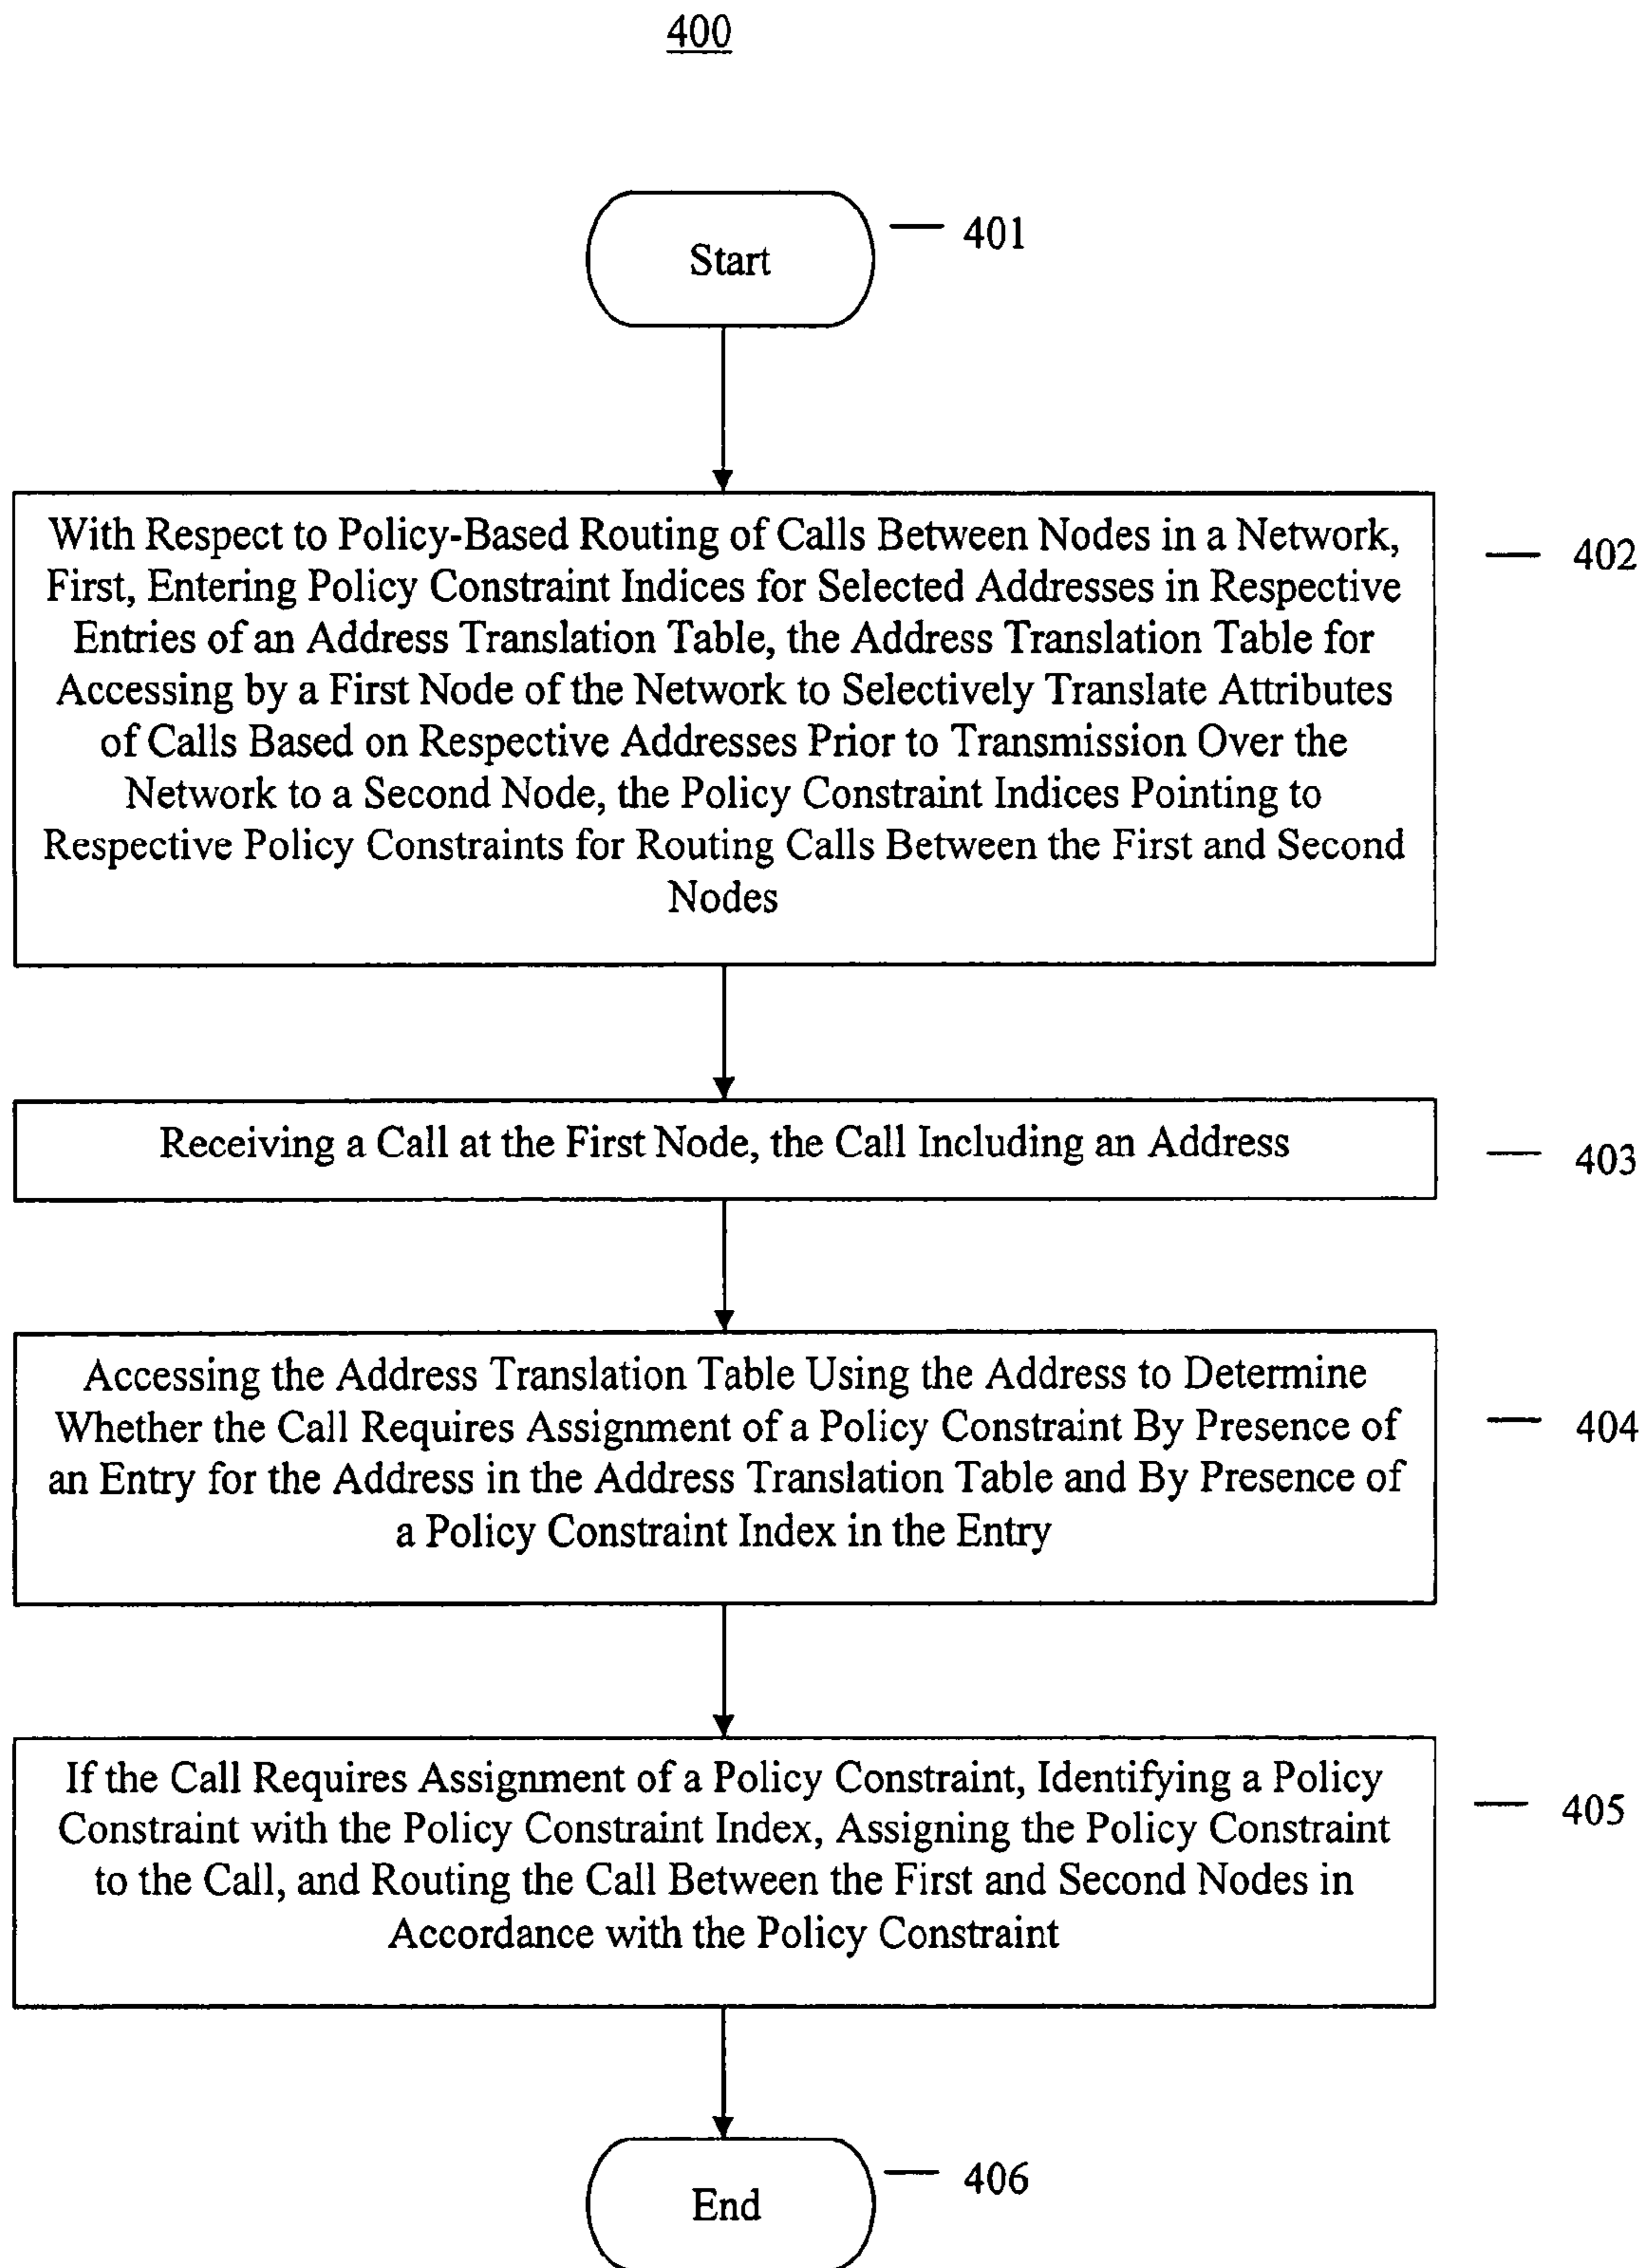 400
Start
401
With Respect to Policy-Based Routing of Calls Between Nodes in a Network,
First, Entering Policy Constraint Indices for Selected Addresses in Respective
Entries of an Address Translation Table, the Address Translation Table for
Accessing by a First Node of the Network to Selectively Translate Attributes
of Calls Based on Respective Addresses Prior to Transmission Over the
Network to a Second Node, the Policy Constraint Indices Pointing to
Respective Policy Constraints for Routing Calls Between the First and Second
Nodes
402
Receiving a Call at the First Node, the Call Including an Address
403
Accessing the Address Translation Table Using the Address to Determine
Whether the Call Requires Assignment of a Policy Constraint By Presence of
an Entry for the Address in the Address Translation Table and By Presence of
a Policy Constraint Index in the Entry
404
If the Call Requires Assignment of a Policy Constraint, Identifying a Policy
Constraint with the Policy Constraint Index, Assigning the Policy Constraint
to the Call, and Routing the Call Between the First and Second Nodes in
Accordance with the Policy Constraint
405
End
406